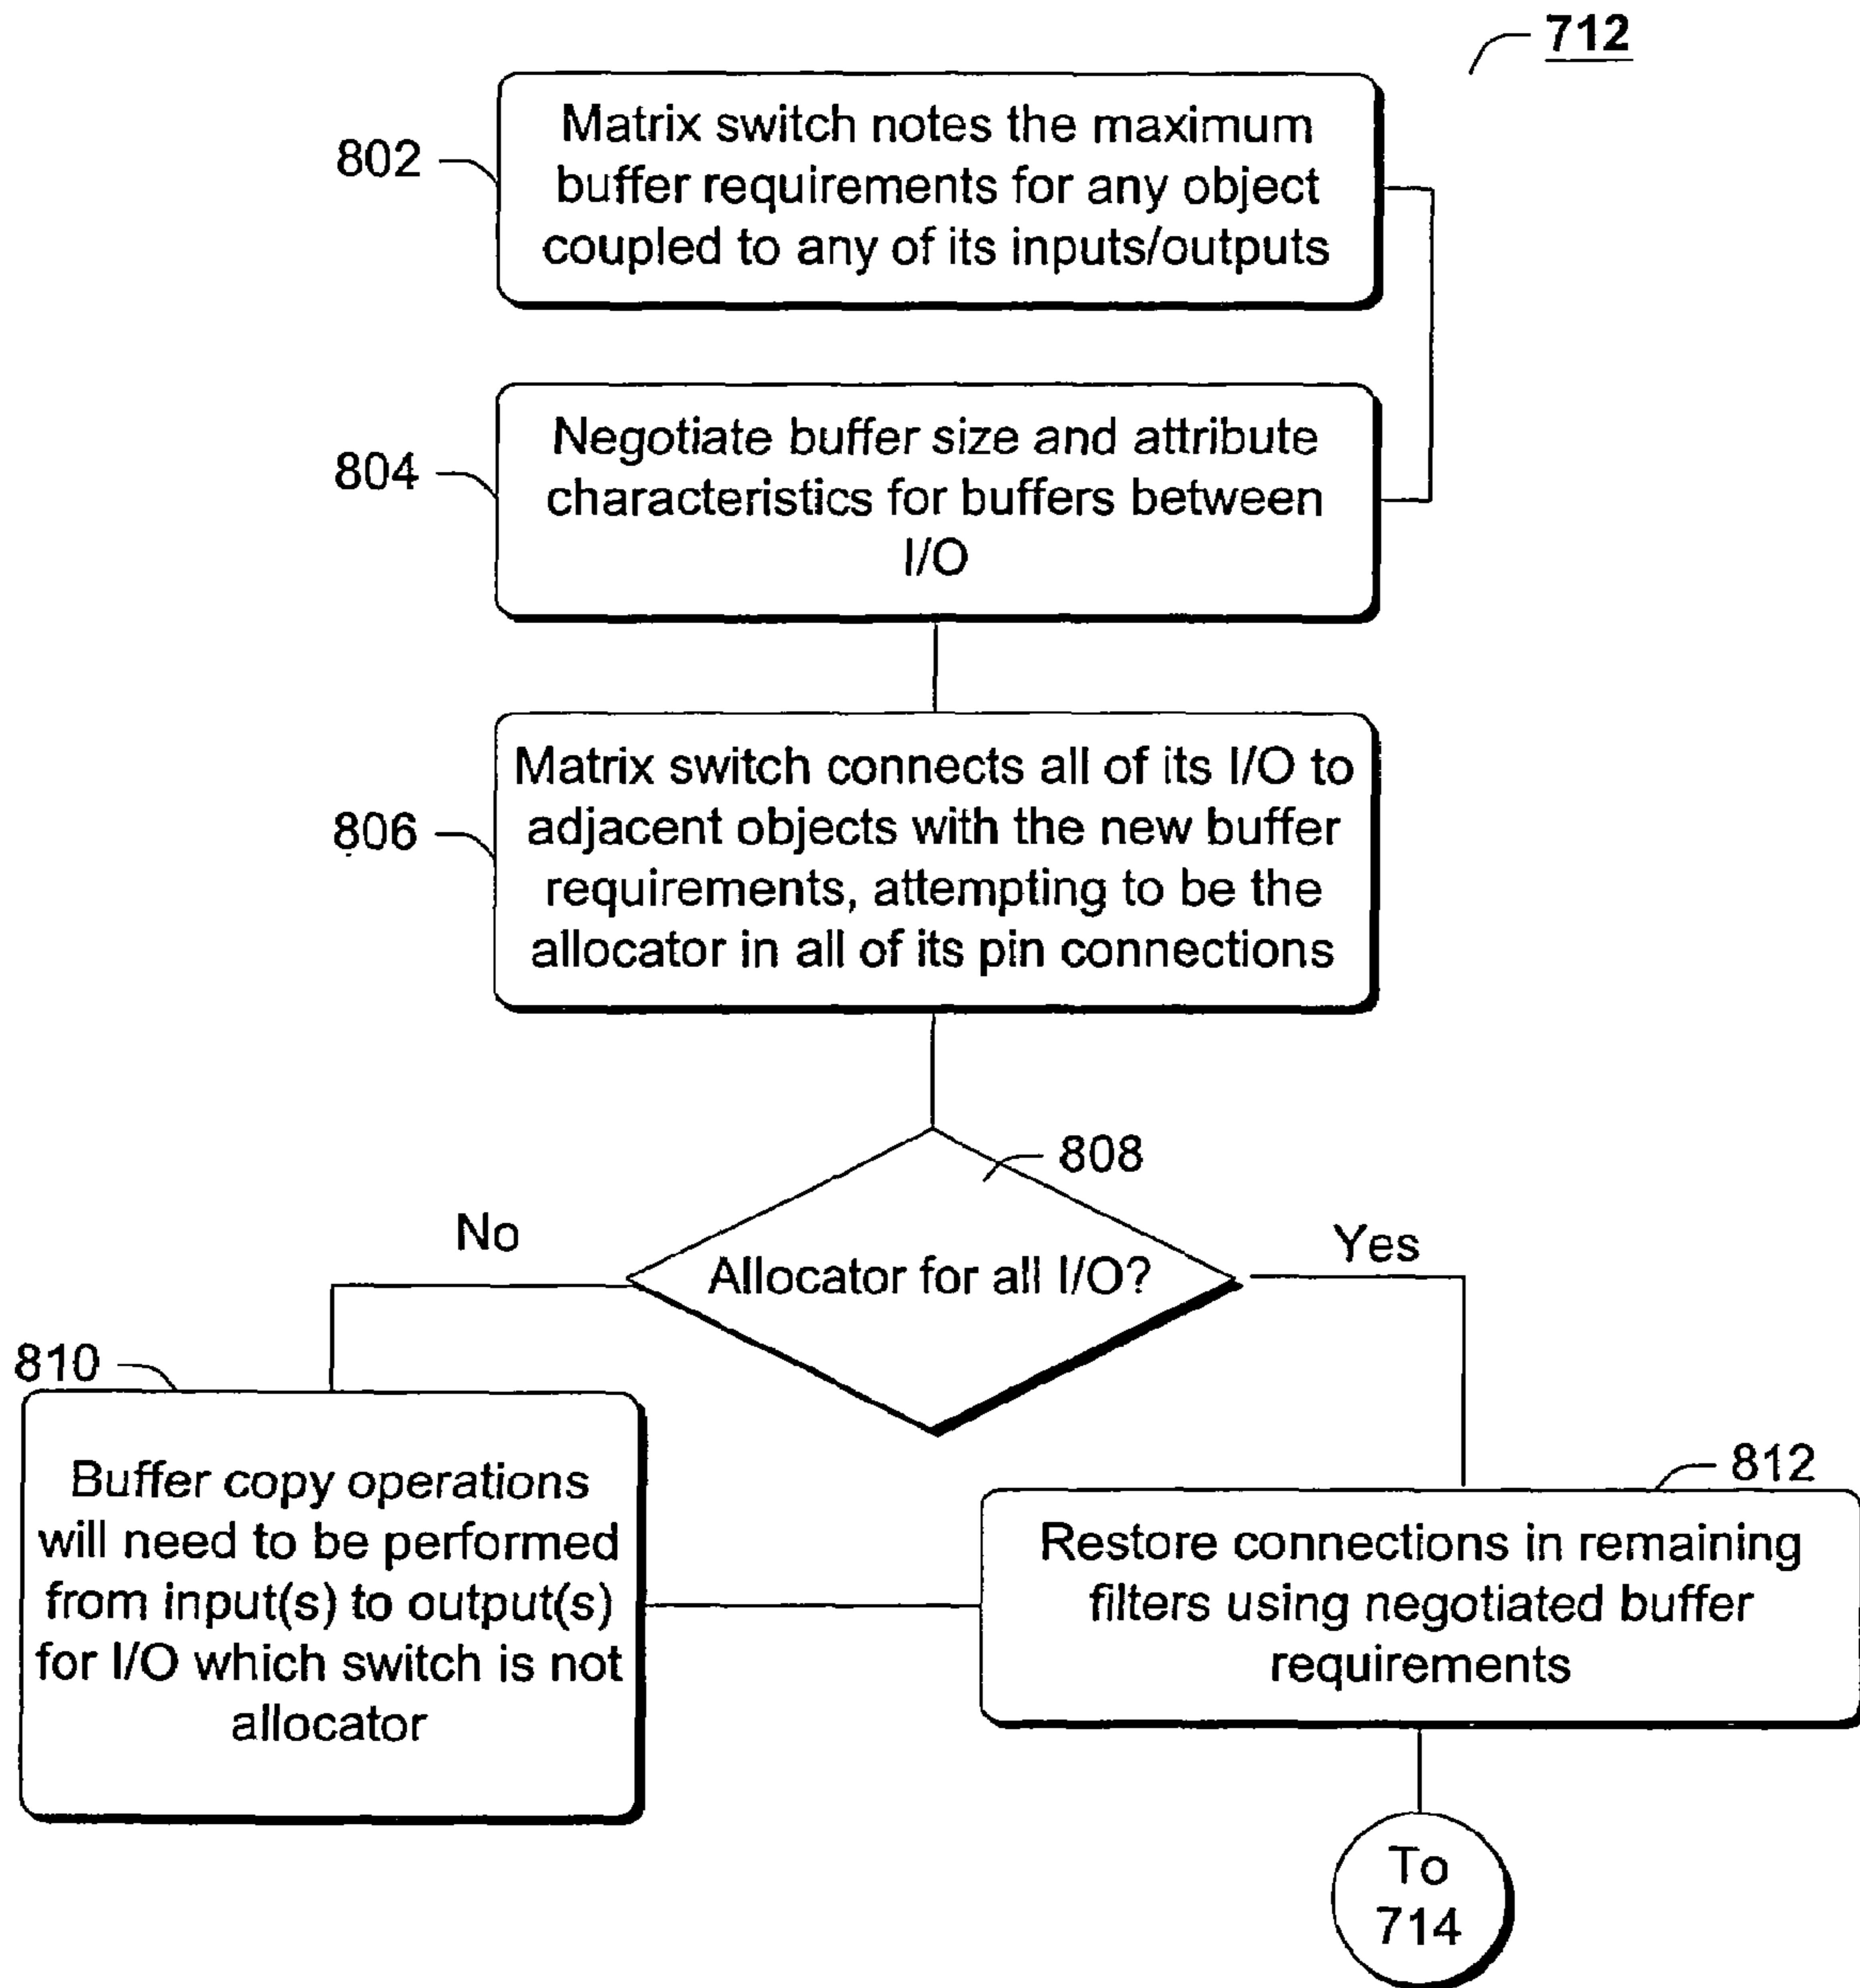 712
802
Matrix switch notes the maximum
buffer requirements for any object
coupled to any of its inputs/outputs
804
Negotiate buffer size and attribute
characteristics for buffers between
I/O
806
Matrix switch connects all of its I/O to
adjacent objects with the new buffer
requirements, attempting to be the
allocator in all of its pin connections
808
No
Allocator for all I/O?
Yes
810
Buffer copy operations
will need to be performed
from input(s) to output(s)
for I/O which switch is not
allocator
812
Restore connections in remaining
filters using negotiated buffer
requirements
To
714